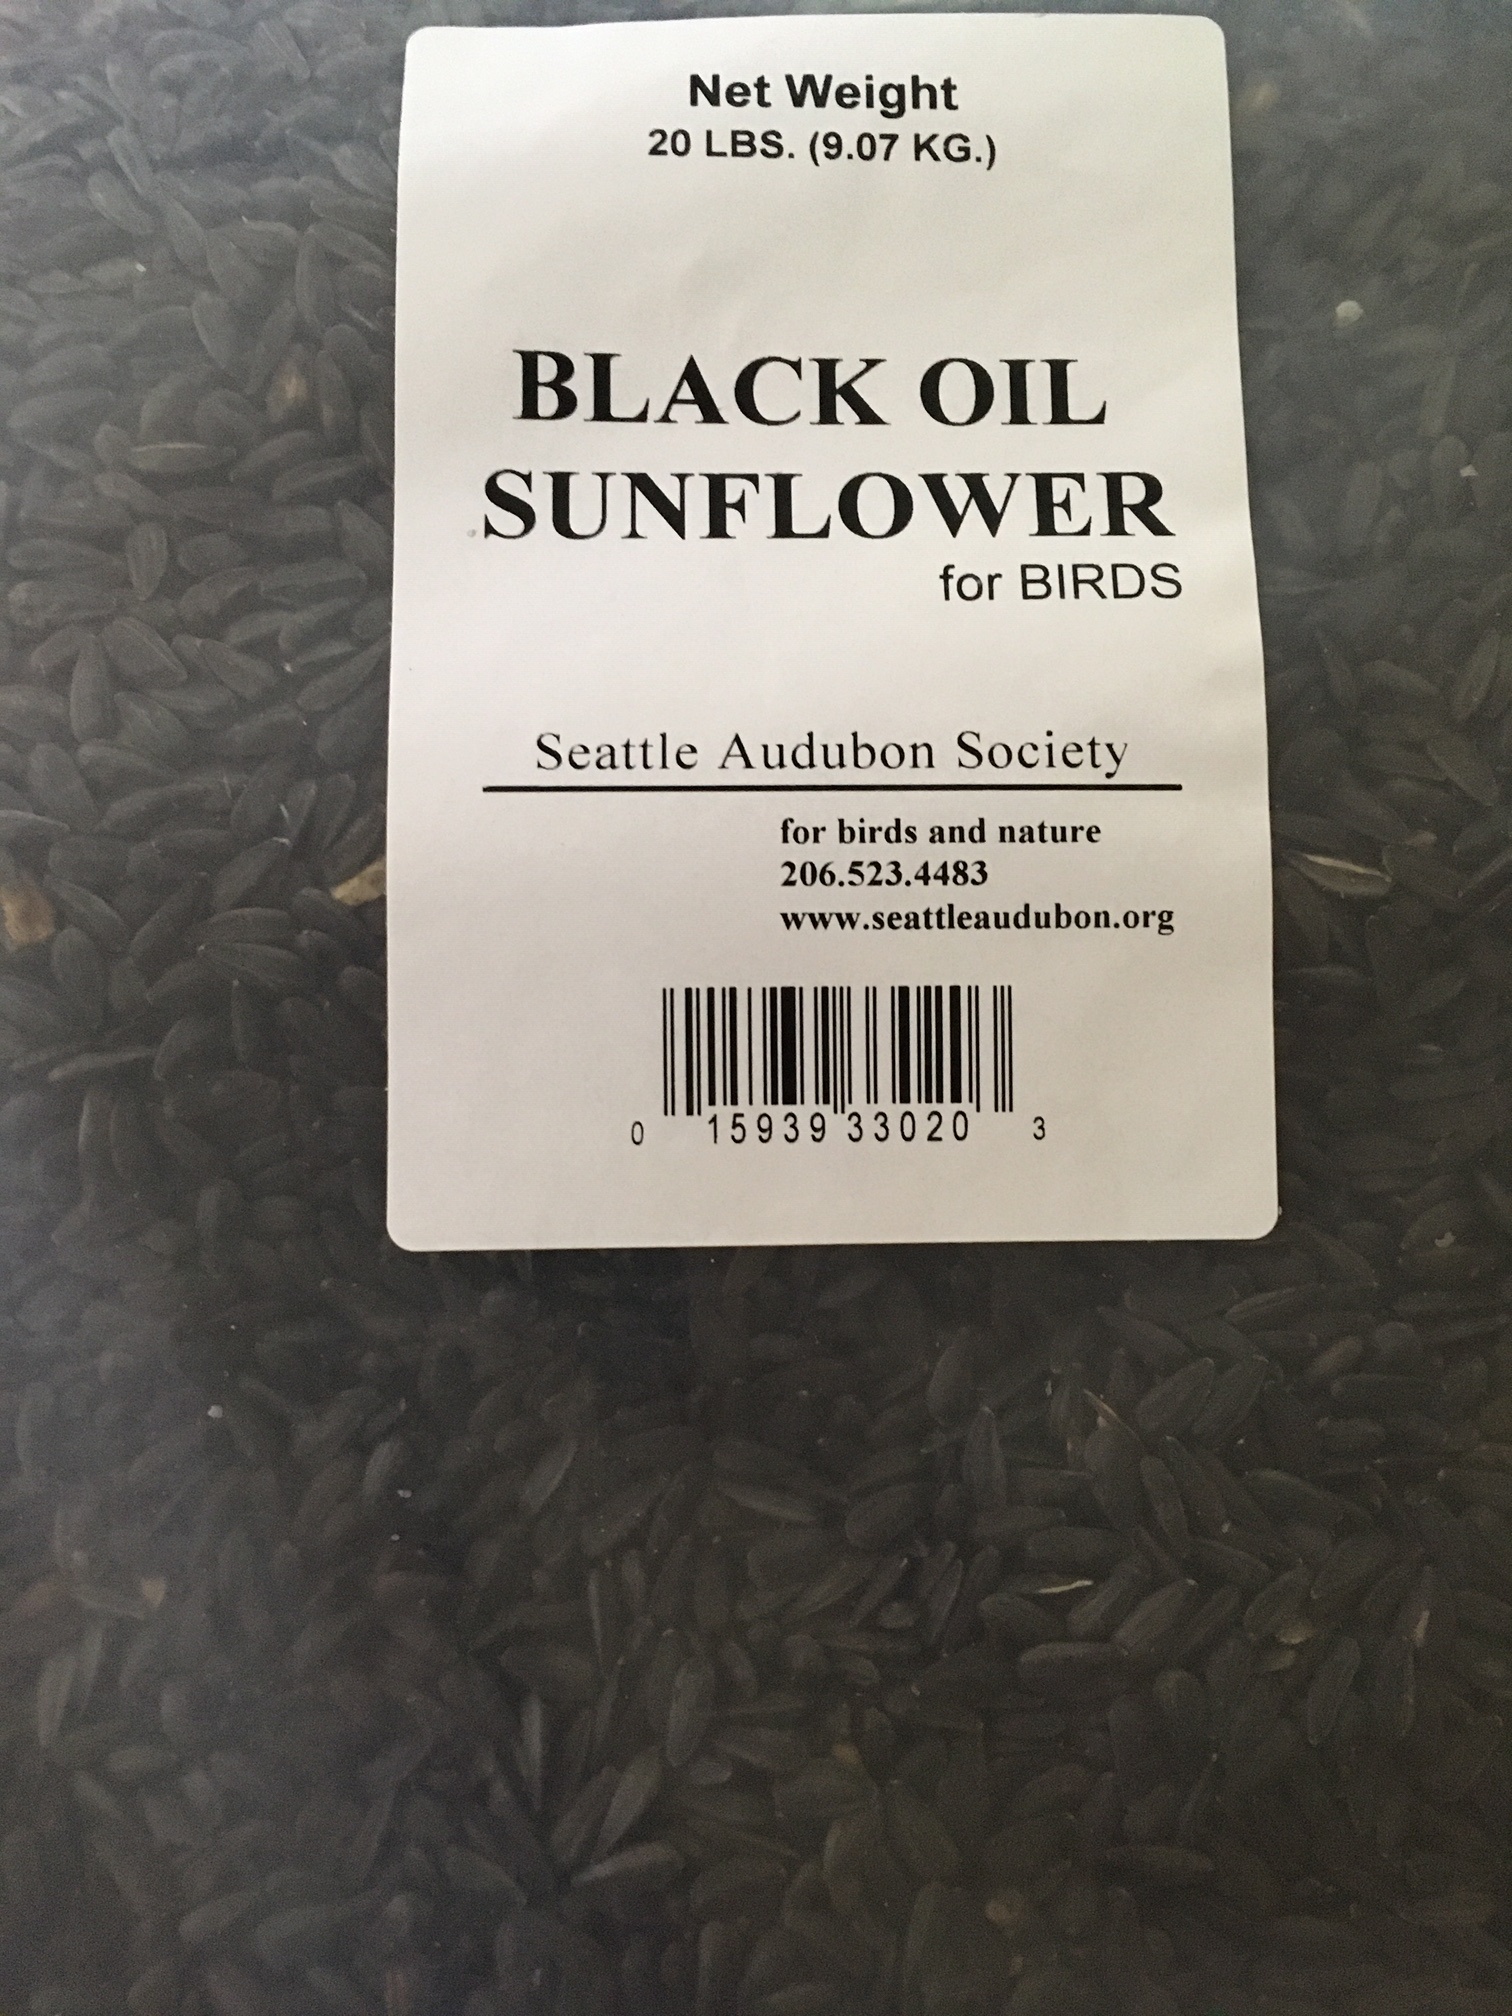 Net Weight
20 LBS. (9.07 KG.)
BLACK OIL
SUNFLOWER
for BIRDS
Seattle Audubon Society
for birds and nature
206.523.4483
www.seattleaudubon.org
0 15939 33020 3